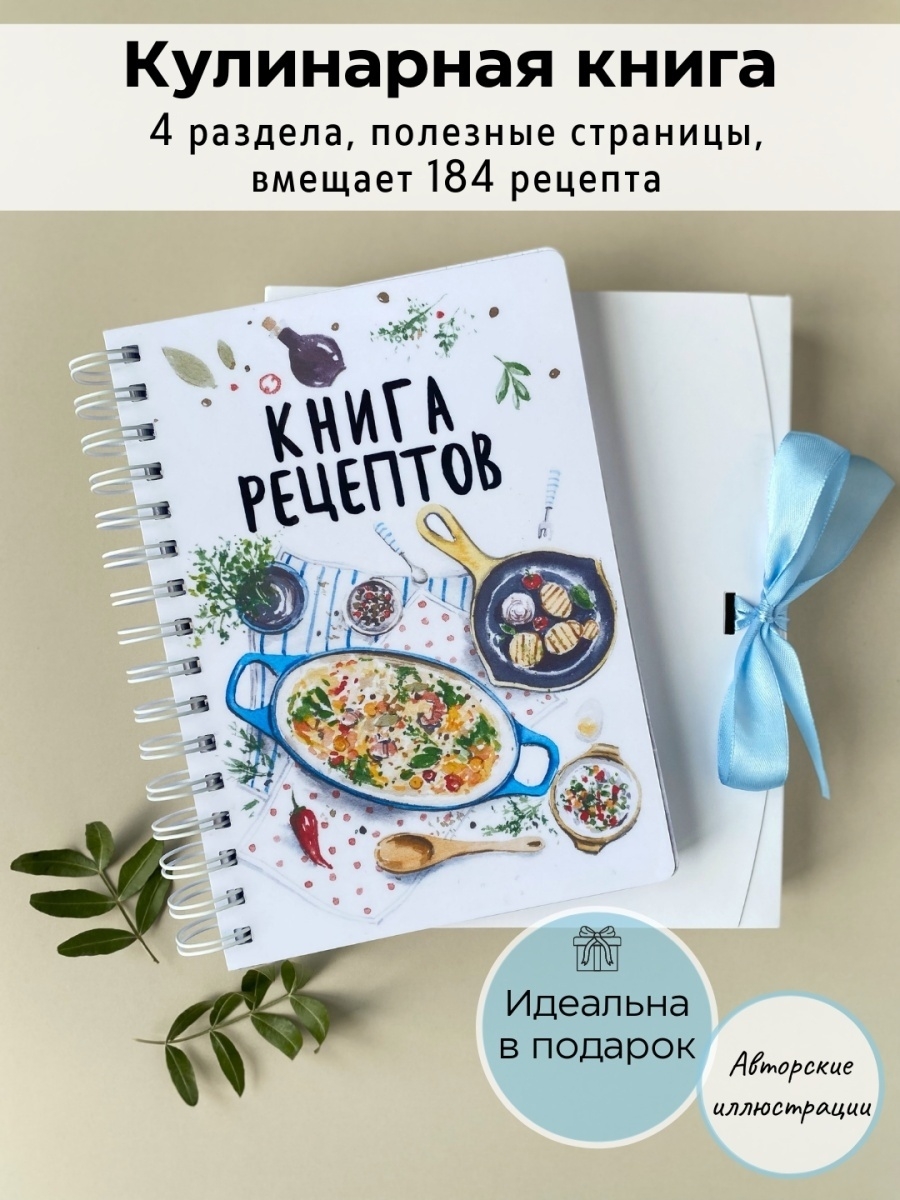 Кулинарная книга
4 раздела, полезные страницы,
вмещает 184 рецепта
КНИГА
РЕЦЕПТОВ
Идеальна
в подарок
Авторские
иллюстрации